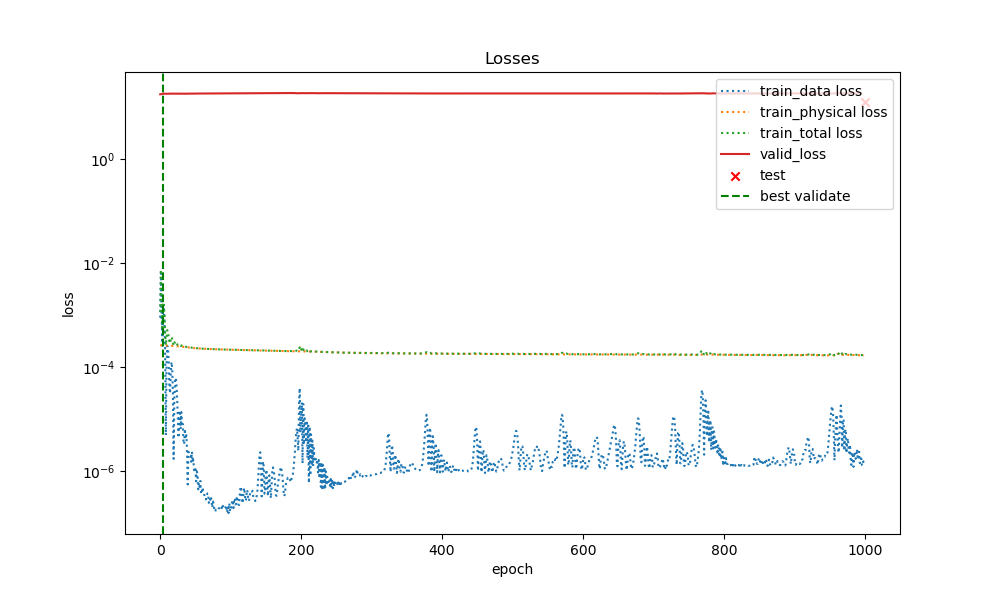 Losses
train_data loss
train_physical loss
train_total loss
valid_loss
test
best validate
10^0
10^-2
10^-4
10^-6
loss
0 200 400 600 800 1000
epoch